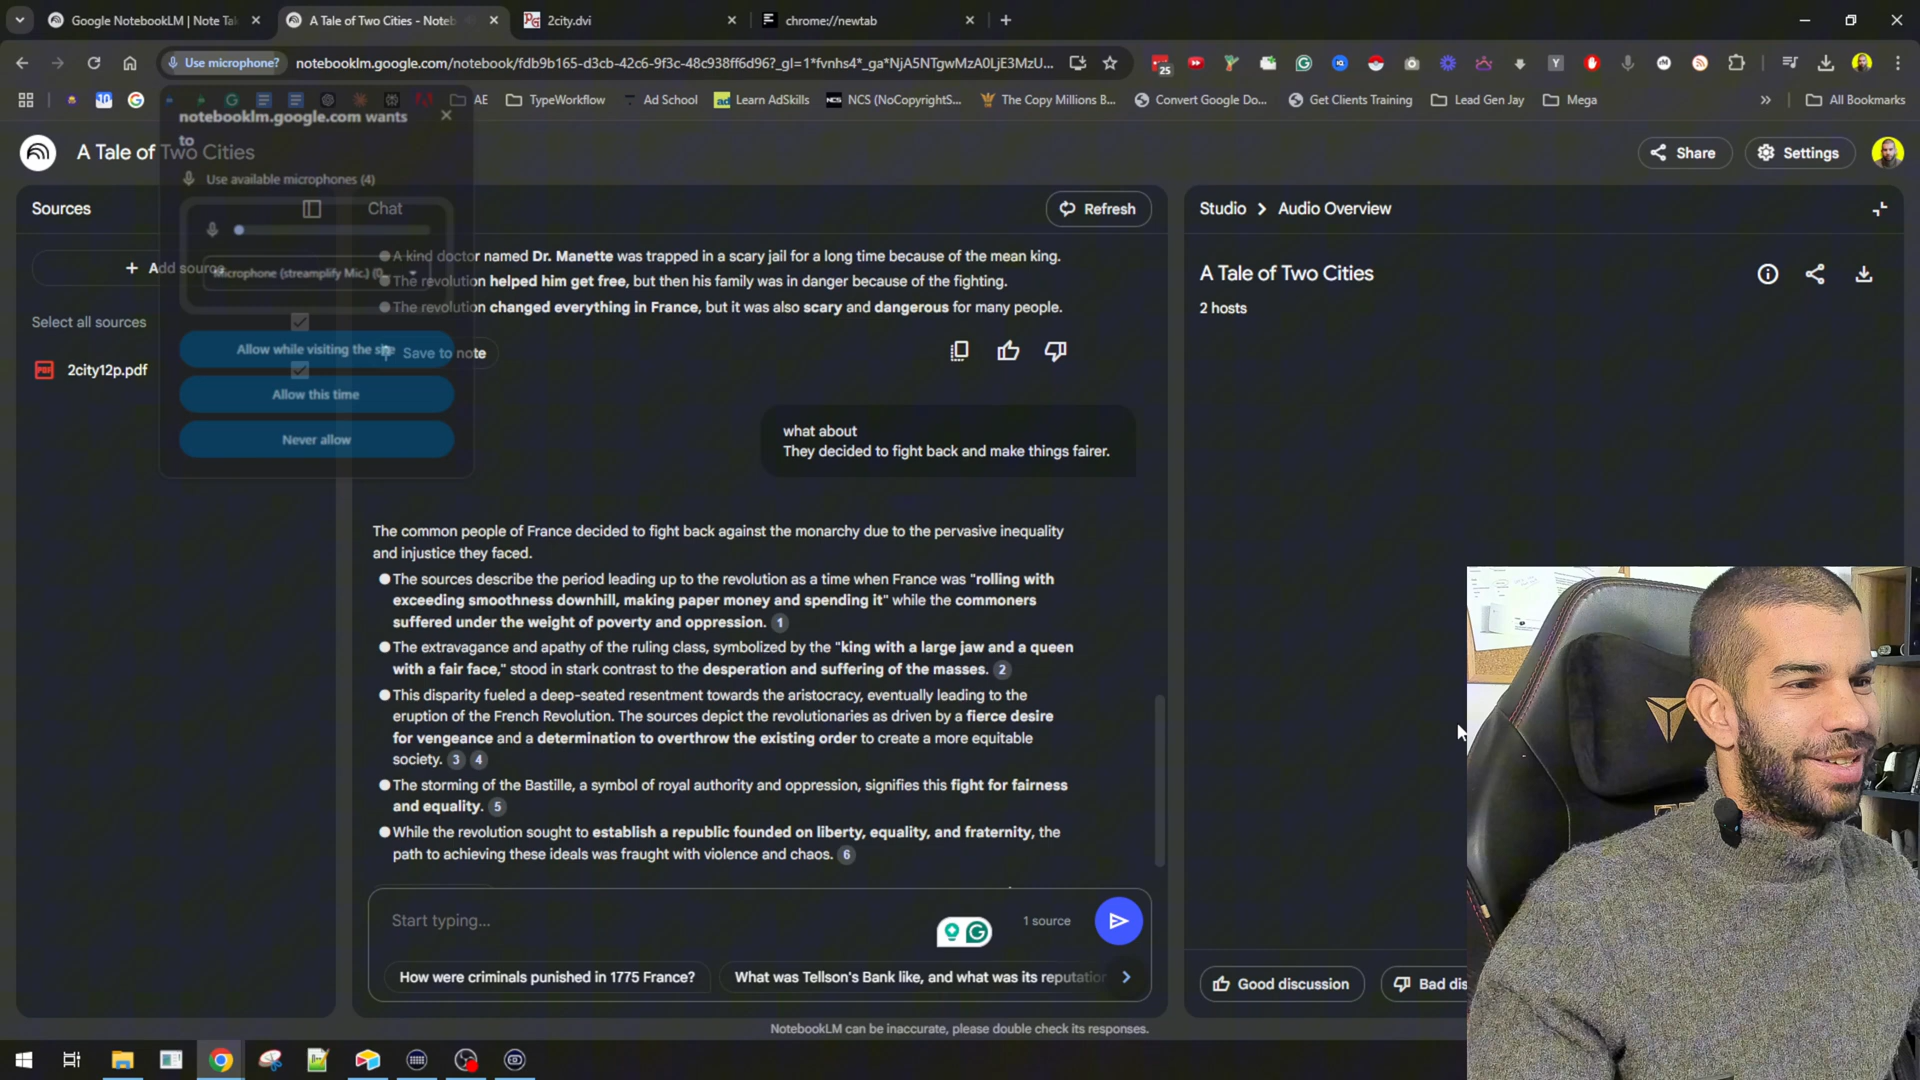 Google NotebookLM | Note Tak
A Tale of Two Cities - Noteb
2city.dvi
chrome://newtab
Use microphone?
notebooklm.google.com/notebook/fdb9b165-d3cb-42c6-9f3c-48c938ff6d96?_gl=1*fvnhs4*_ga*NjA5NTgwMzA0LjE3MzU...
25
AE
TypeWorkflow
Ad School
Learn AdSkills
NCS (NoCopyrightS...
The Copy Millions B...
Convert Google Do...
Get Clients Training
Lead Gen Jay
Mega
All Bookmarks
notebooklm.google.com wants
to
Use available microphones (4)
Microphone (streamplify Mic.) (0...
Allow while visiting the site
Allow this time
Never allow
A Tale of Two Cities
Share
Settings
Sources
Add source
Select all sources
2city12p.pdf
Chat
Refresh
A kind doctor named Dr. Manette was trapped in a scary jail for a long time because of the mean king.
The revolution helped him get free, but then his family was in danger because of the fighting.
The revolution changed everything in France, but it was also scary and dangerous for many people.
Save to note
what about
They decided to fight back and make things fairer.
The common people of France decided to fight back against the monarchy due to the pervasive inequality
and injustice they faced.
The sources describe the period leading up to the revolution as a time when France was "rolling with
exceeding smoothness downhill, making paper money and spending it" while the commoners
suffered under the weight of poverty and oppression. 1
The extravagance and apathy of the ruling class, symbolized by the "king with a large jaw and a queen
with a fair face," stood in stark contrast to the desperation and suffering of the masses. 2
This disparity fueled a deep-seated resentment towards the aristocracy, eventually leading to the
eruption of the French Revolution. The sources depict the revolutionaries as driven by a fierce desire
for vengeance and a determination to overthrow the existing order to create a more equitable
society. 3 4
The storming of the Bastille, a symbol of royal authority and oppression, signifies this fight for fairness
and equality. 5
While the revolution sought to establish a republic founded on liberty, equality, and fraternity, the
path to achieving these ideals was fraught with violence and chaos. 6
Start typing...
1 source
How were criminals punished in 1775 France?
What was Tellson's Bank like, and what was its reputation
NotebookLM can be inaccurate, please double check its responses.
Studio > Audio Overview
A Tale of Two Cities
2 hosts
Good discussion
Bad dis